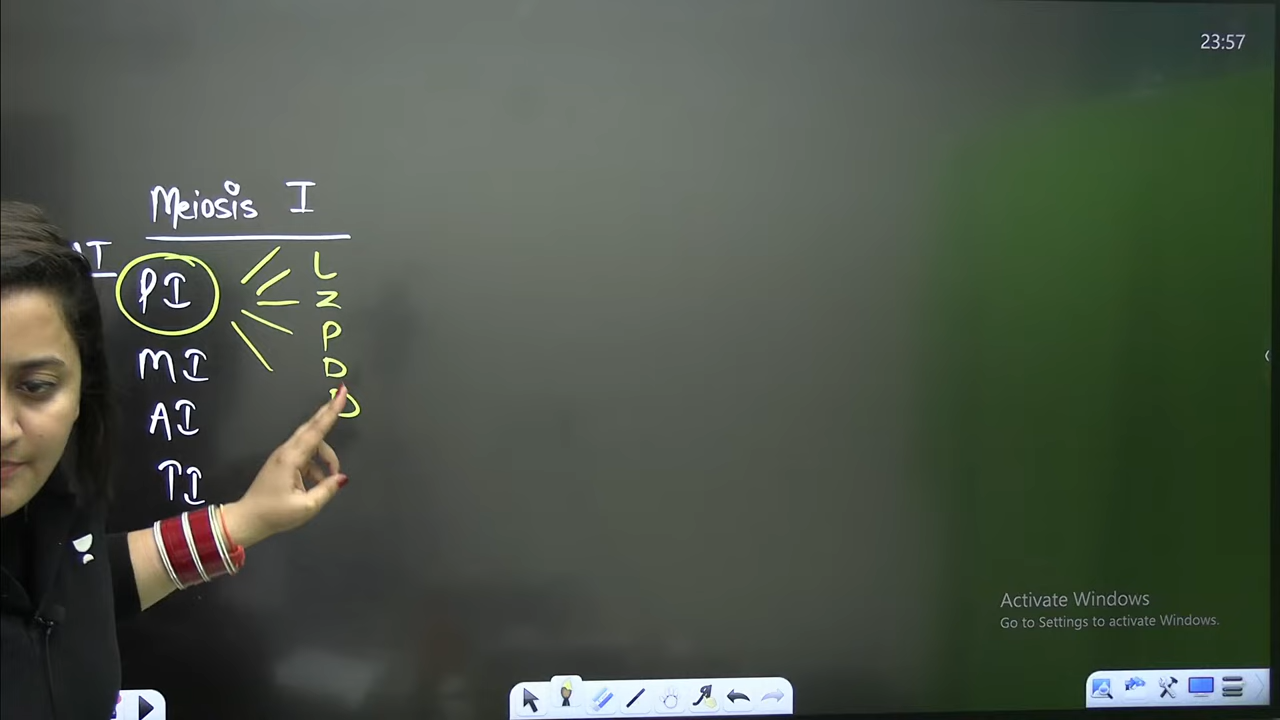 23:57
Meiosis I
I
PI
L
Z
P
D
D
MI
AI
TI
Activate Windows
Go to Settings to activate Windows.